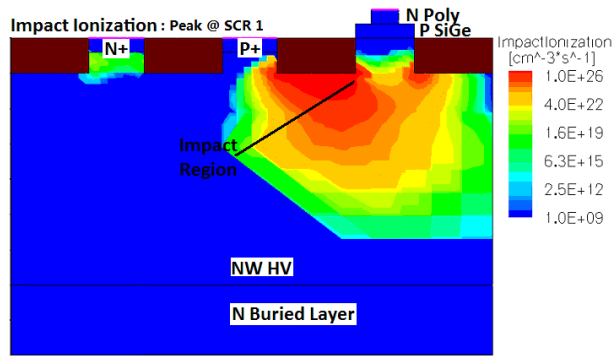 Impact Ionization : Peak @ SCR 1
N Poly
P SiGe
N+
P+
ImpactIonization
[cm^-3*s^-1]
1.0E+26
4.0E+22
1.6E+19
6.3E+15
2.5E+12
1.0E+09
Impact
Region
NW HV
N Buried Layer